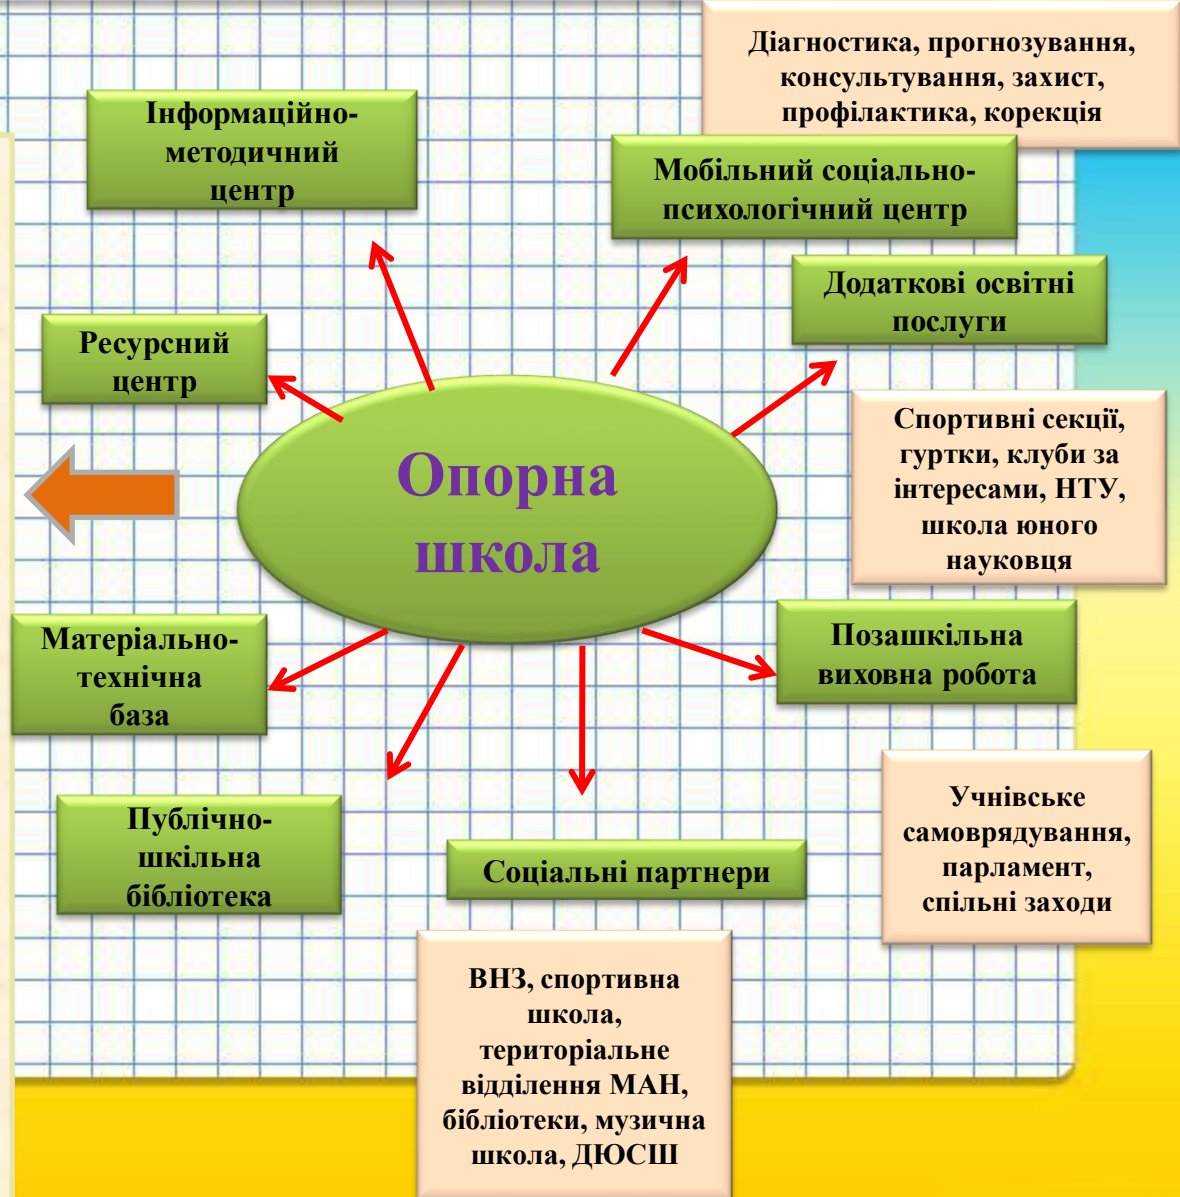 Діагностика, прогнозування,
консультування, захист,
профілактика, корекція
Інформаційно-
методичний
центр
Мобільний соціально-
психологічний центр
Додаткові освітні
послуги
Ресурсний
центр
Спортивні секції,
гуртки, клуби за
інтересами, НТУ,
школа юного
науковця
Опорна
школа
Матеріально-
технічна
база
Позашкільна
виховна робота
Учнівське
самоврядування,
парламент,
спільні заходи
Публічно-
шкільна
бібліотека
Соціальні партнери
ВНЗ, спортивна
школа,
територіальне
відділення МАН,
бібліотеки, музична
школа, ДЮСШ